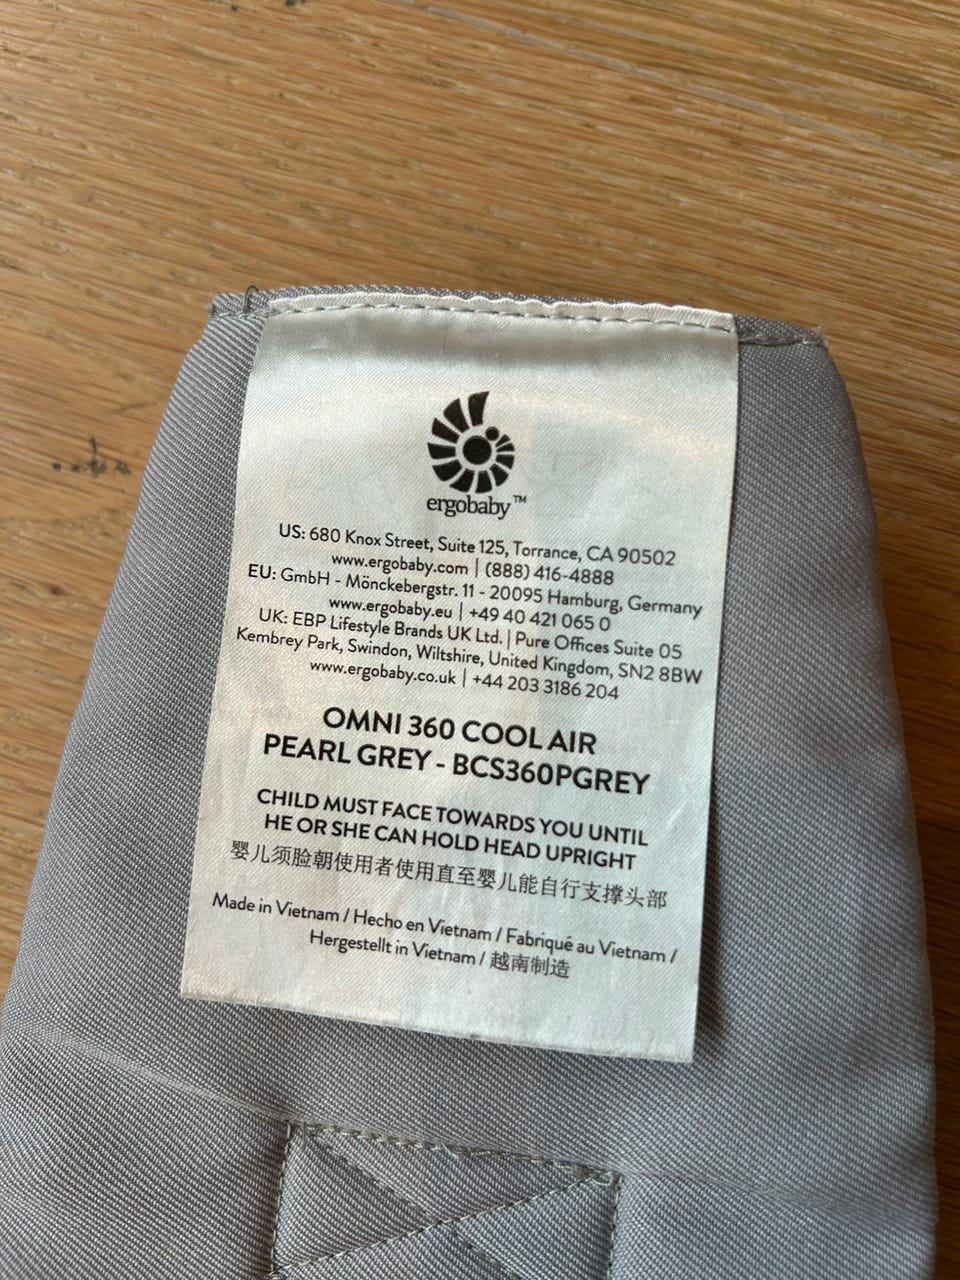 ergobaby™
US: 680 Knox Street, Suite 125, Torrance, CA 90502
www.ergobaby.com | (888) 416-4888
EU: GmbH - Mönckebergstr. 11 - 20095 Hamburg, Germany
www.ergobaby.eu | +49 40 421 065 0
UK: EBP Lifestyle Brands UK Ltd. | Pure Offices Suite 05
Kembrey Park, Swindon, Wiltshire, United Kingdom, SN2 8BW
www.ergobaby.co.uk | +44 203 3186 204
OMNI 360 COOL AIR
PEARL GREY - BCS360PGREY
CHILD MUST FACE TOWARDS YOU UNTIL
HE OR SHE CAN HOLD HEAD UPRIGHT
婴儿须脸朝使用者使用直至婴儿能自行支撑头部
Made in Vietnam / Hecho en Vietnam / Fabriqué au Vietnam /
Hergestellt in Vietnam / 越南制造